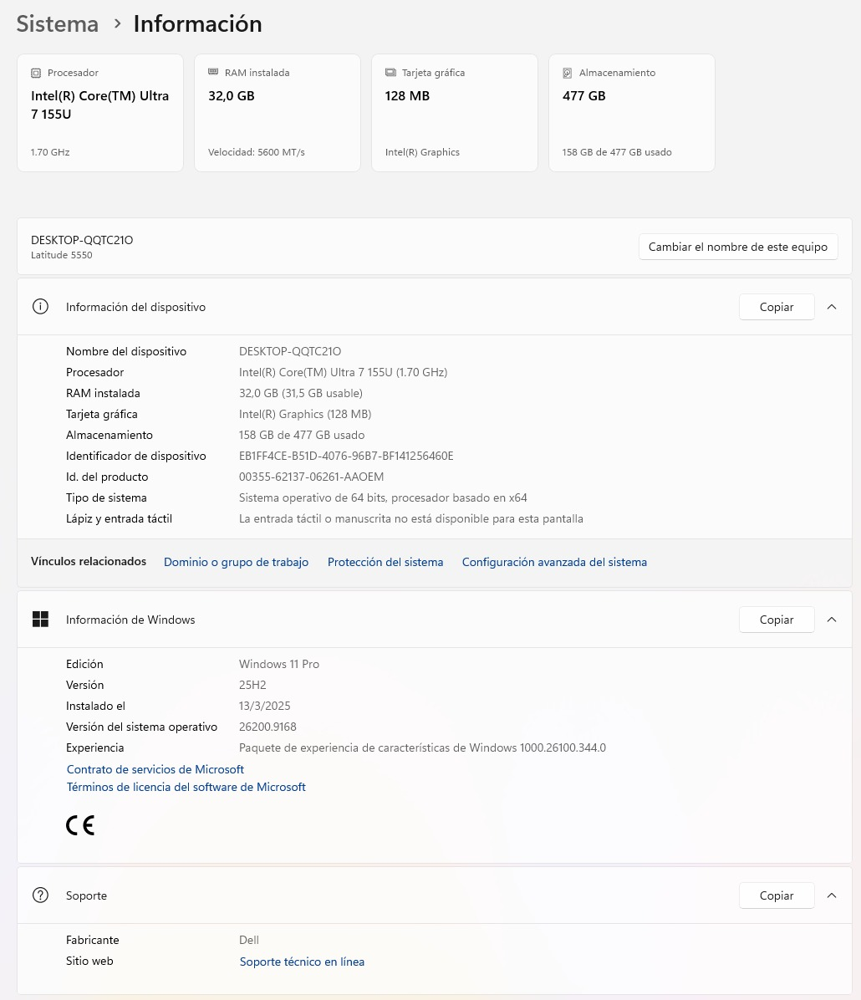 Sistema > Información
Procesador
Intel(R) Core(TM) Ultra
7 155U
1.70 GHz
RAM instalada
32,0 GB
Velocidad: 5600 MT/s
Tarjeta gráfica
128 MB
Intel(R) Graphics
Almacenamiento
477 GB
158 GB de 477 GB usado
DESKTOP-QQTC21O
Latitude 5550
Cambiar el nombre de este equipo
Información del dispositivo Copiar
Nombre del dispositivo DESKTOP-QQTC21O
Procesador Intel(R) Core(TM) Ultra 7 155U (1.70 GHz)
RAM instalada 32,0 GB (31,5 GB usable)
Tarjeta gráfica Intel(R) Graphics (128 MB)
Almacenamiento 158 GB de 477 GB usado
Identificador de dispositivo EB1FF4CE-B51D-4076-96B7-BF141256460E
Id. del producto 00355-62137-06261-AAOEM
Tipo de sistema Sistema operativo de 64 bits, procesador basado en x64
Lápiz y entrada táctil La entrada táctil o manuscrita no está disponible para esta pantalla
Vínculos relacionados Dominio o grupo de trabajo Protección del sistema Configuración avanzada del sistema
Información de Windows Copiar
Edición Windows 11 Pro
Versión 25H2
Instalado el 13/3/2025
Versión del sistema operativo 26200.9168
Experiencia Paquete de experiencia de características de Windows 1000.26100.344.0
Contrato de servicios de Microsoft
Términos de licencia del software de Microsoft
CE
Soporte Copiar
Fabricante Dell
Sitio web Soporte técnico en línea